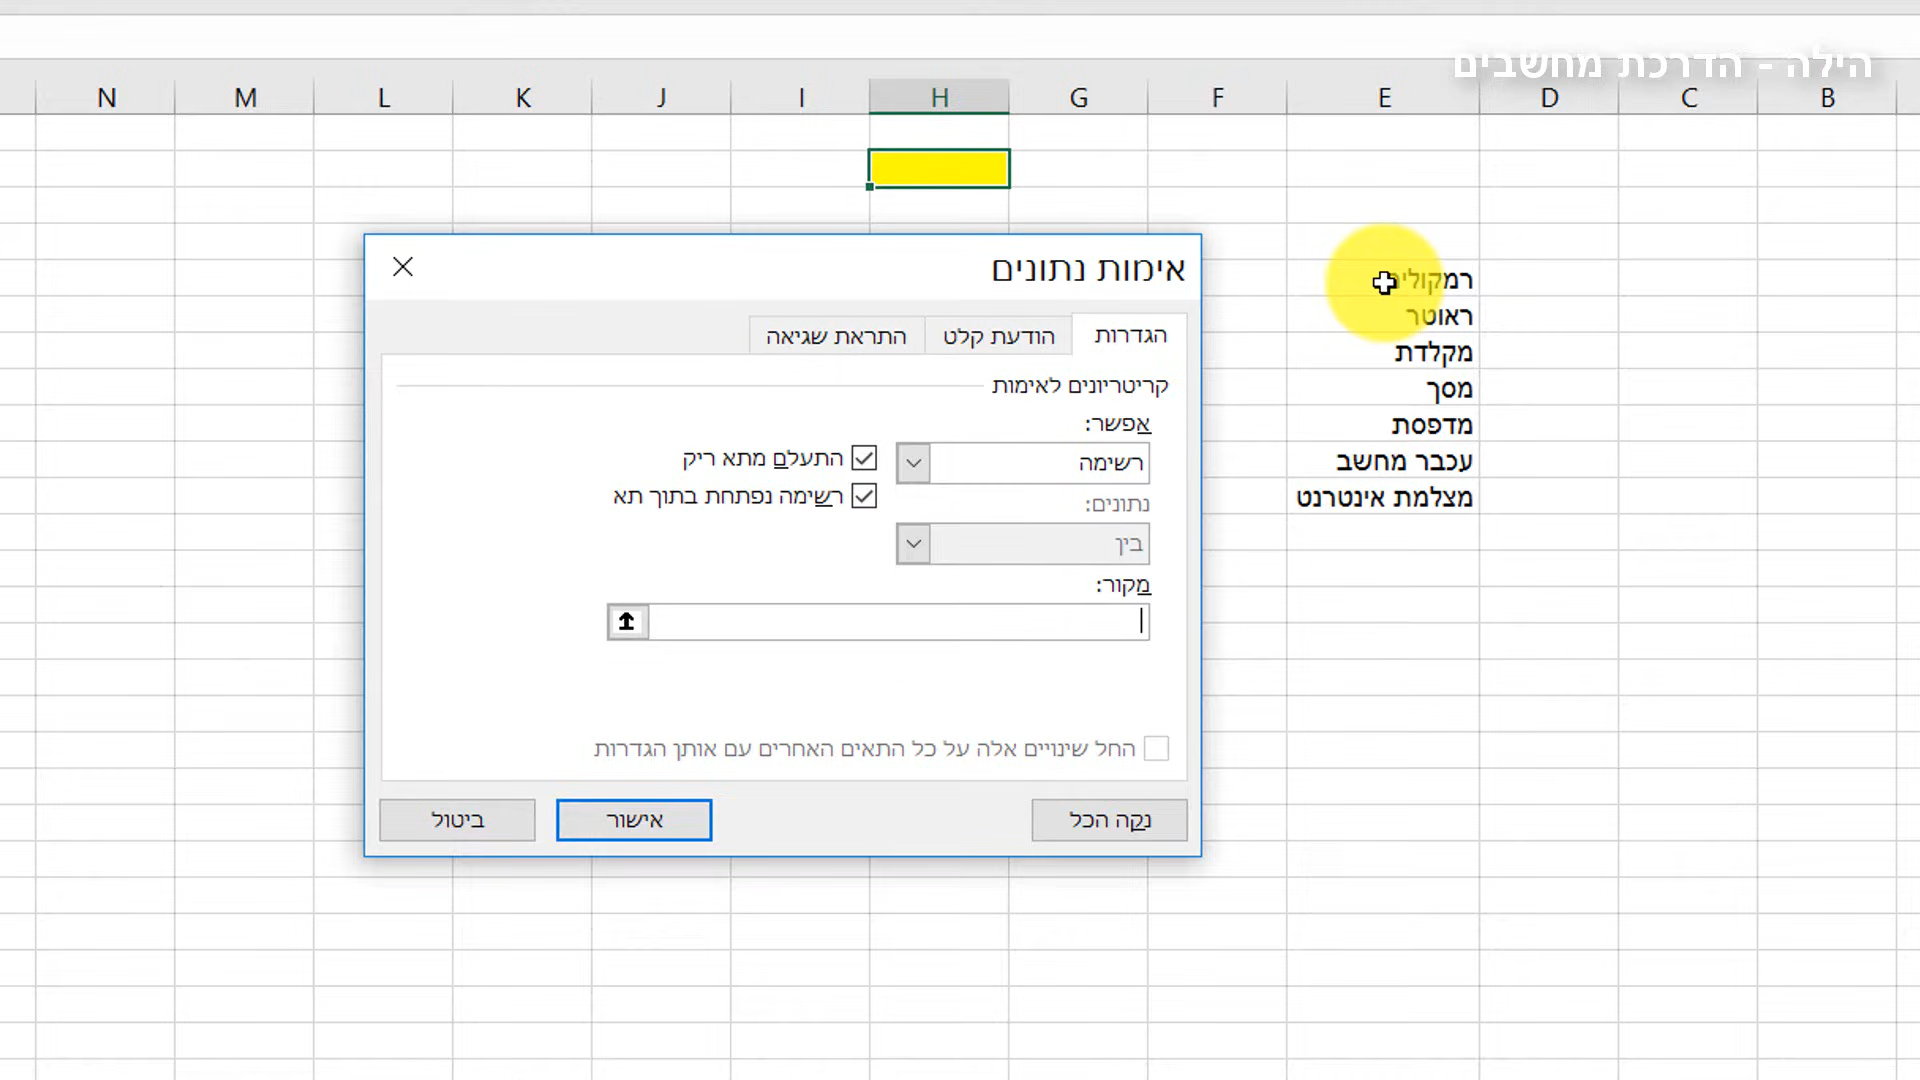 הילה - הדרכת מחשבים
B C D E F G H I J K L M N
אימות נתונים
הגדרות הודעת קלט התראת שגיאה
קריטריונים לאימות
אפשר:
רשימה
התעלם מתא ריק
רשימה נפתחת בתוך תא
נתונים:
בין
מקור:
החל שינויים אלה על כל התאים האחרים עם אותן הגדרות
נקה הכל אישור ביטול
רמקולים
ראוטר
מקלדת
מסך
מדפסת
עכבר מחשב
מצלמת אינטרנט